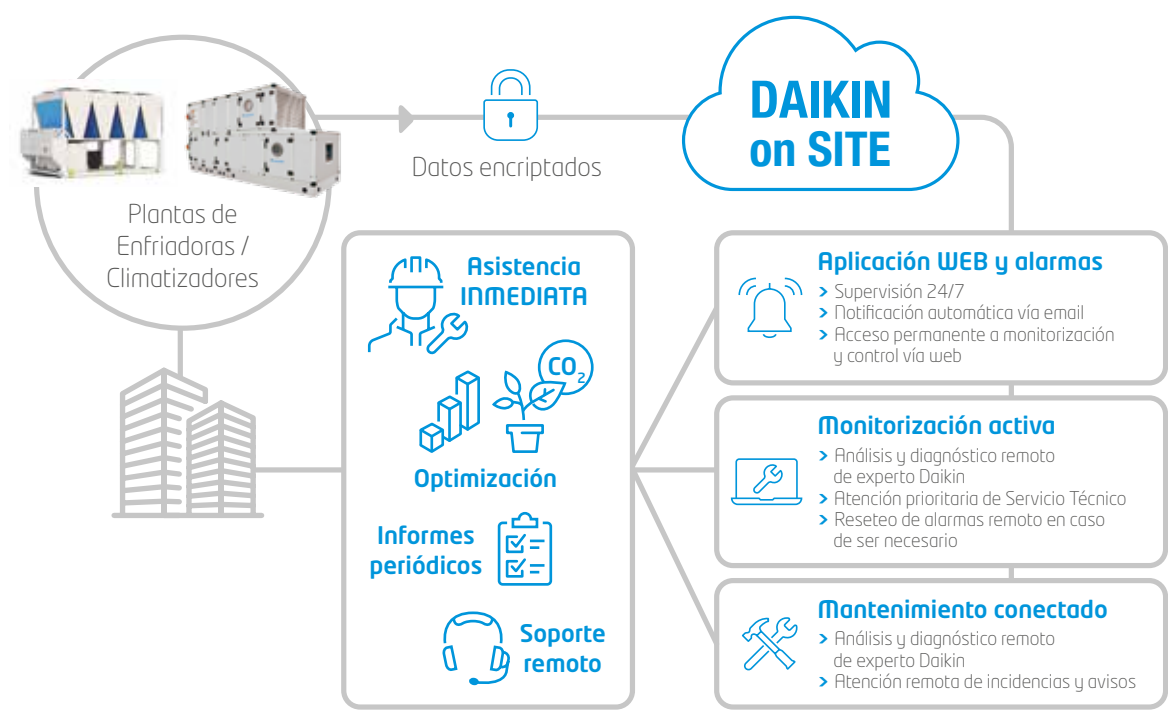 DAIKIN
on SITE
Datos encriptados
Plantas de
Enfriadoras /
Climatizadores
Asistencia
INMEDIATA
CO2
Optimización
Informes
periódicos
Soporte
remoto
Aplicación WEB y alarmas
> Supervisión 24/7
> Notificación automática vía email
> Acceso permanente a monitorización
y control vía web
Monitorización activa
> Análisis y diagnóstico remoto
de experto Daikin
> Atención prioritaria de Servicio Técnico
> Reseteo de alarmas remoto en caso
de ser necesario
Mantenimiento conectado
> Análisis y diagnóstico remoto
de experto Daikin
> Atención remota de incidencias y avisos